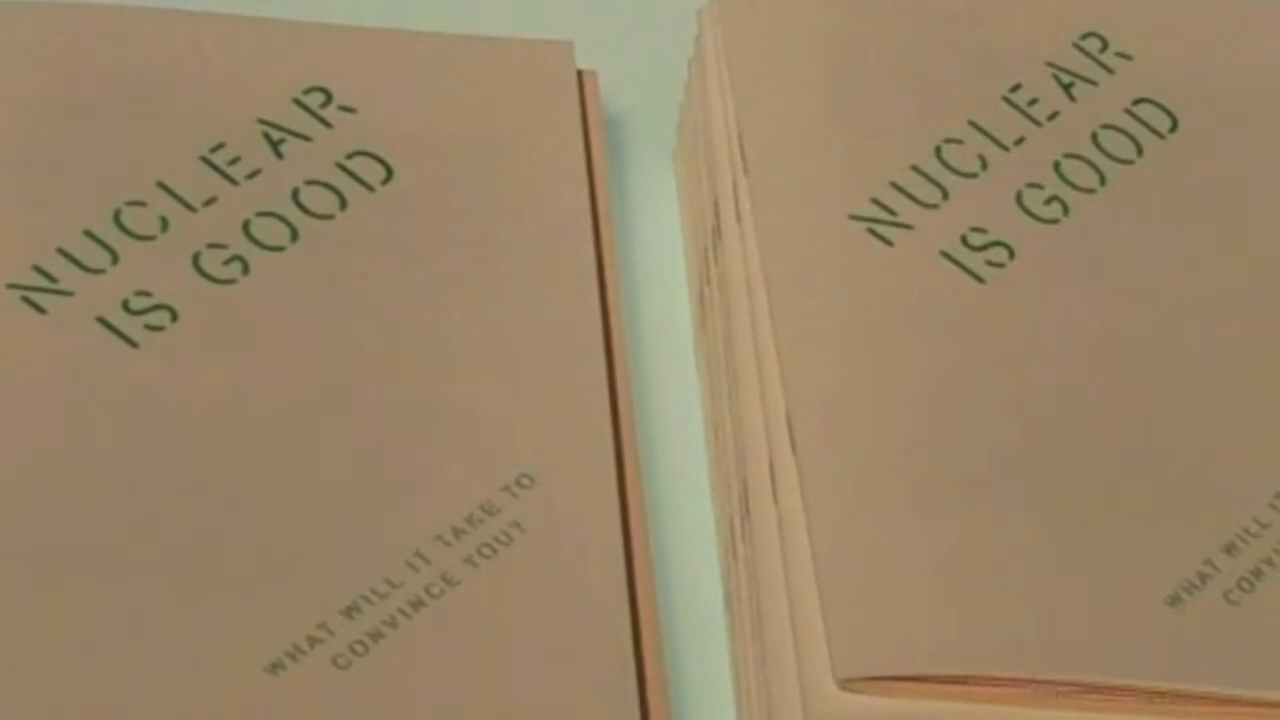 NUCLEAR
IS GOOD
WHAT WILL IT TAKE TO
CONVINCE YOU?
NUCLEAR
IS GOOD
WHAT WILL